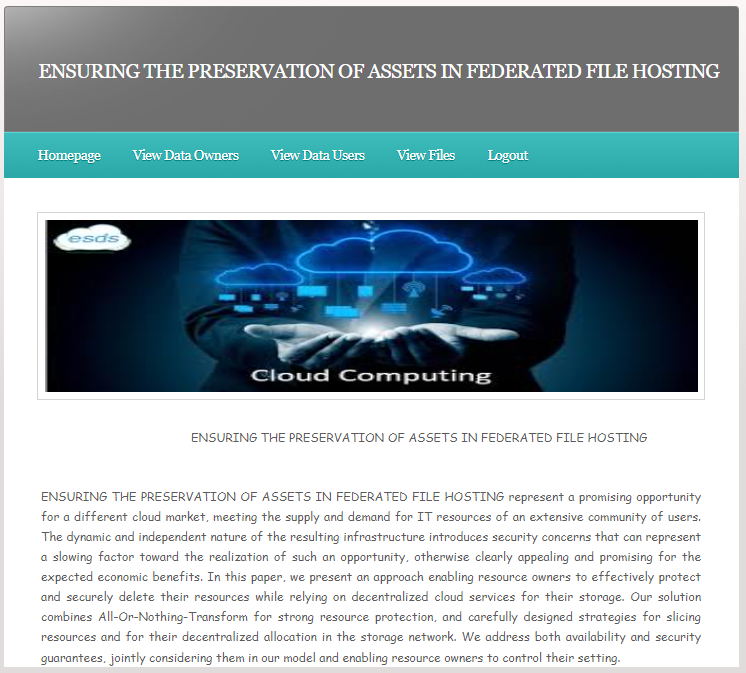 ENSURING THE PRESERVATION OF ASSETS IN FEDERATED FILE HOSTING
Homepage View Data Owners View Data Users View Files Logout
esds
Cloud Computing
ENSURING THE PRESERVATION OF ASSETS IN FEDERATED FILE HOSTING
ENSURING THE PRESERVATION OF ASSETS IN FEDERATED FILE HOSTING represent a promising opportunity
for a different cloud market, meeting the supply and demand for IT resources of an extensive community of users.
The dynamic and independent nature of the resulting infrastructure introduces security concerns that can represent
a slowing factor toward the realization of such an opportunity, otherwise clearly appealing and promising for the
expected economic benefits. In this paper, we present an approach enabling resource owners to effectively protect
and securely delete their resources while relying on decentralized cloud services for their storage. Our solution
combines All-Or-Nothing-Transform for strong resource protection, and carefully designed strategies for slicing
resources and for their decentralized allocation in the storage network. We address both availability and security
guarantees, jointly considering them in our model and enabling resource owners to control their setting.